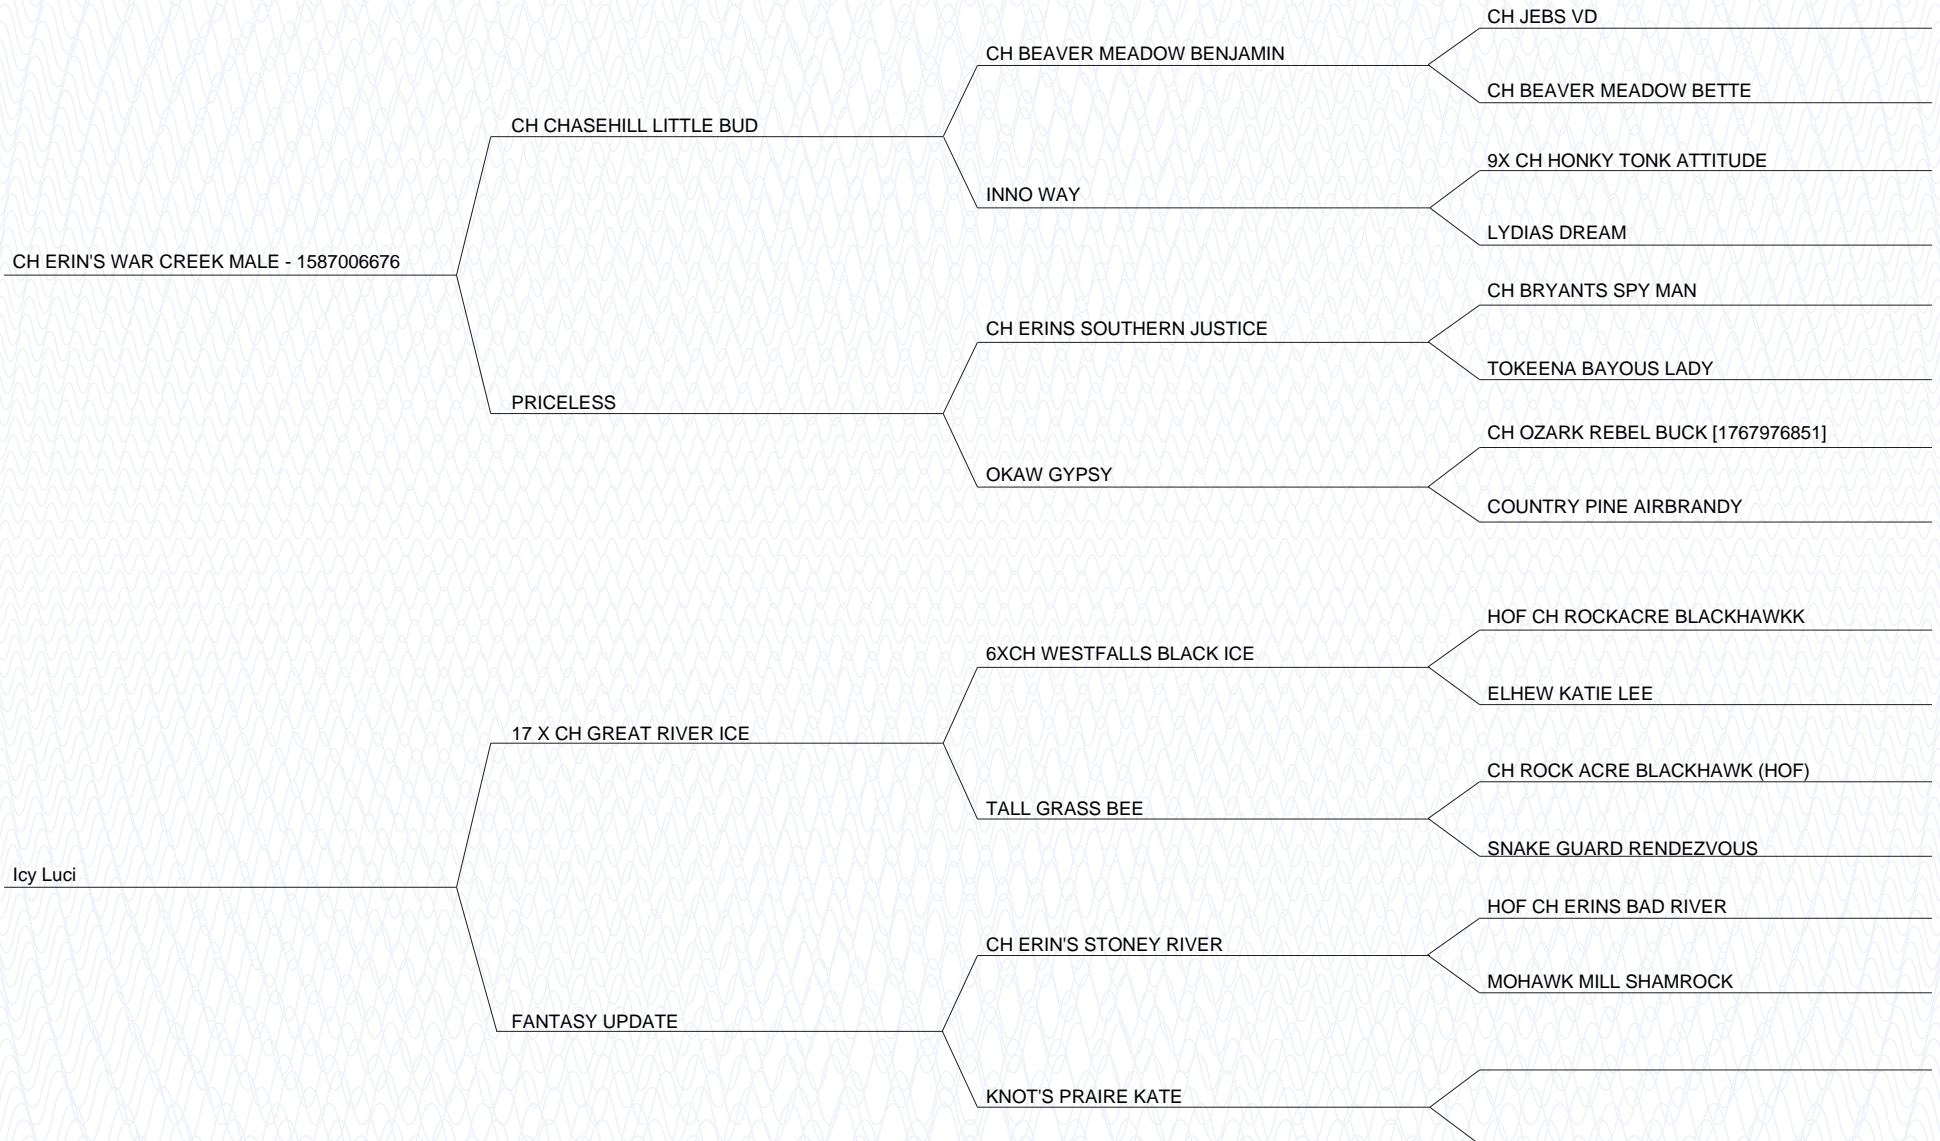 CH JEBS VD
CH BEAVER MEADOW BENJAMIN
CH BEAVER MEADOW BETTE
CH CHASEHILL LITTLE BUD
9X CH HONKY TONK ATTITUDE
INNO WAY
LYDIAS DREAM
CH ERIN'S WAR CREEK MALE - 1587006676
CH BRYANTS SPY MAN
CH ERINS SOUTHERN JUSTICE
TOKEENA BAYOUS LADY
PRICELESS
CH OZARK REBEL BUCK [1767976851]
OKAW GYPSY
COUNTRY PINE AIRBRANDY
HOF CH ROCKACRE BLACKHAWKK
6XCH WESTFALLS BLACK ICE
ELHEW KATIE LEE
17 X CH GREAT RIVER ICE
CH ROCK ACRE BLACKHAWK (HOF)
TALL GRASS BEE
SNAKE GUARD RENDEZVOUS
Icy Luci
HOF CH ERINS BAD RIVER
CH ERIN'S STONEY RIVER
MOHAWK MILL SHAMROCK
FANTASY UPDATE
KNOT'S PRAIRE KATE